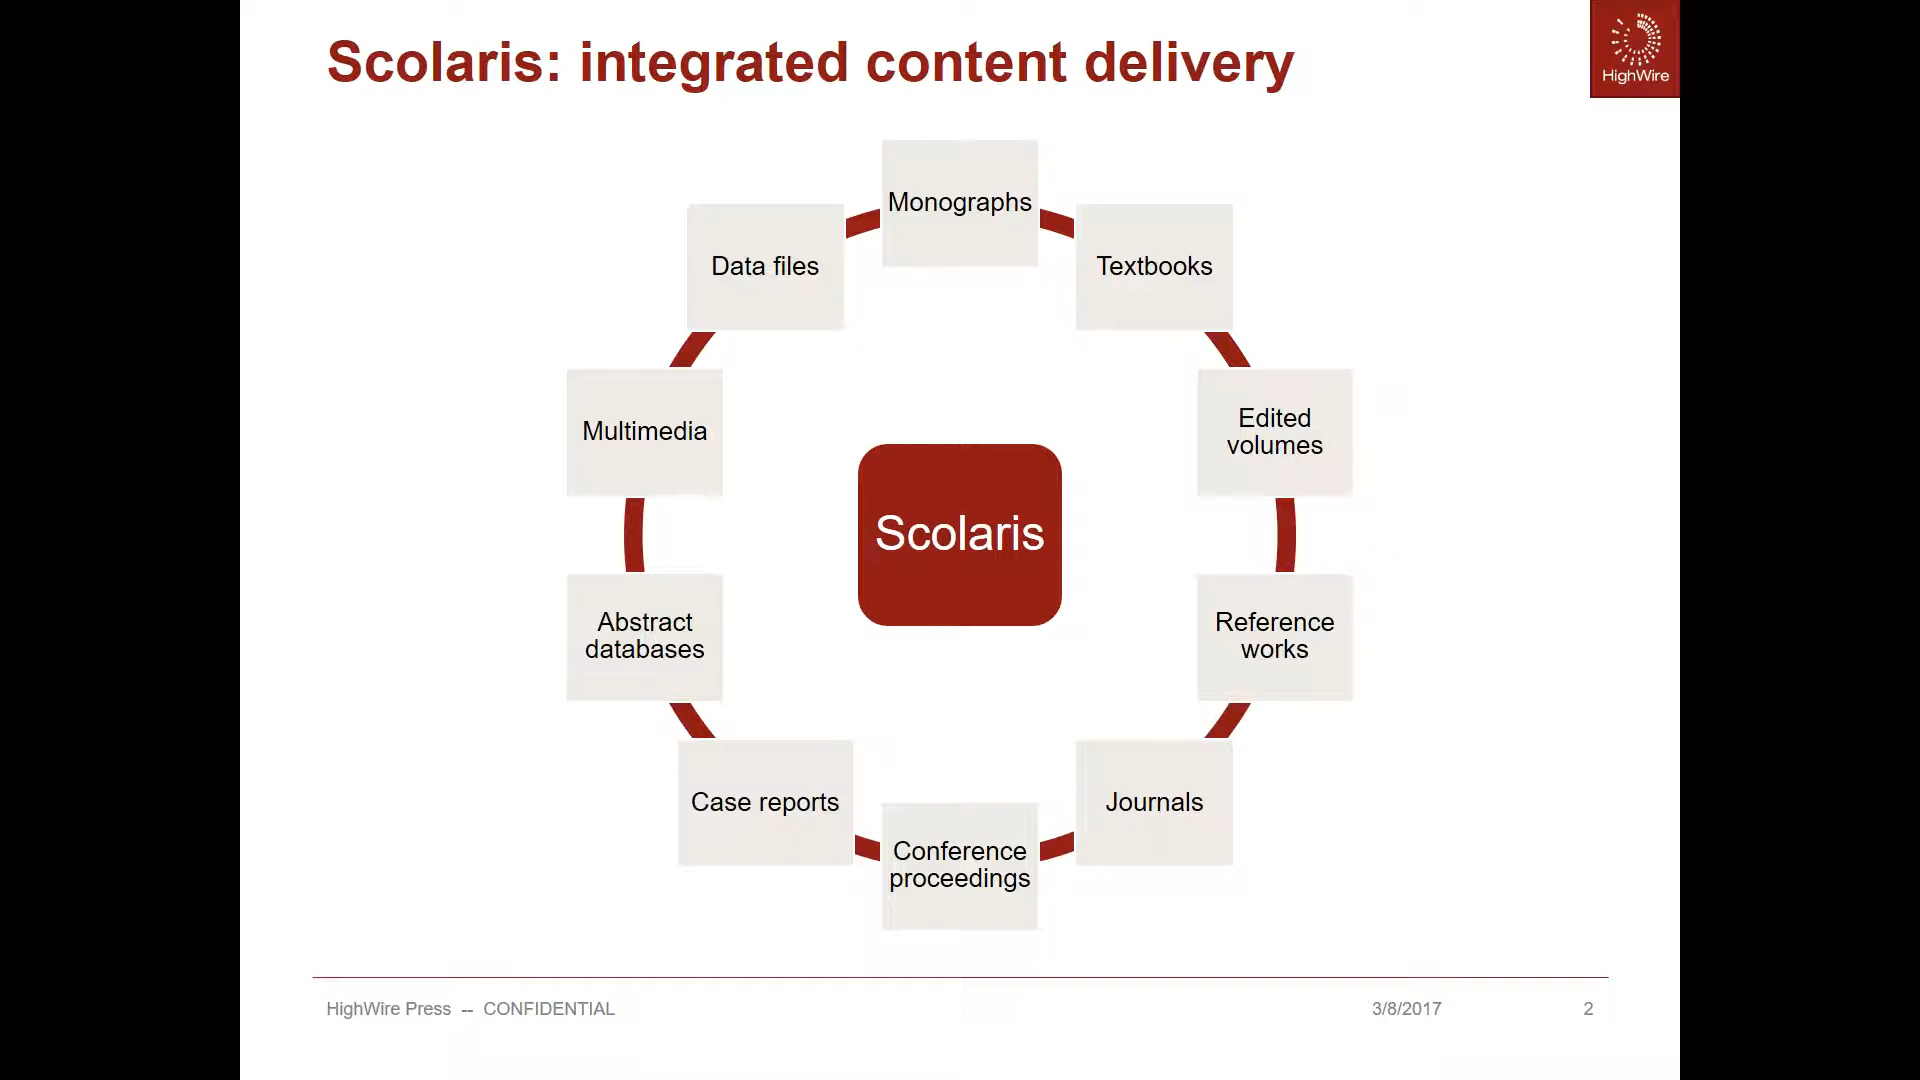 Scolaris: integrated content delivery
HighWire
Monographs
Data files
Textbooks
Multimedia
Edited
volumes
Scolaris
Abstract
databases
Reference
works
Case reports
Journals
Conference
proceedings
HighWire Press -- CONFIDENTIAL
3/8/2017
2